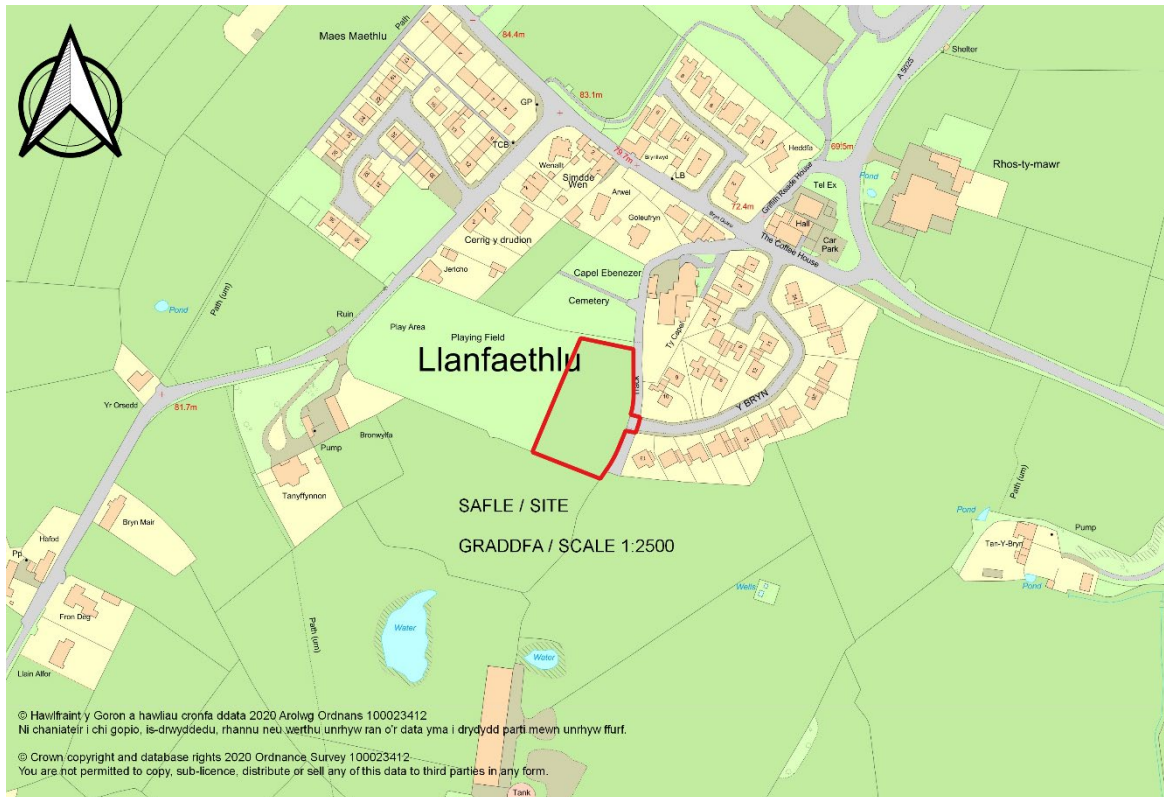 Maes Maethlu
Path
84.4m
GP
83.1m
A 5025
Shelter
TCB
Wenallt
Simdde
Wen
79.7m
Brynllwyd
LB
Heddfa
69.5m
Rhos-ty-mawr
Pond
Arwel
Goleufryn
72.4m
Griffith Reade House
Tel Ex
Hall
Car
Park
The Coffee House
Cerrig y drudion
Jericho
Capel Ebenezer
Cemetery
Path (um)
Pond
Ruin
Play Area
Playing Field
Llanfaethlu
Ty Capel
Track
Y BRYN
Yr Orsedd
81.7m
Pump
Bronwylfa
Tanyffynnon
SAFLE / SITE
GRADDFA / SCALE 1:2500
Bryn Mair
Hafod
Pp
Fron Deg
Llain Alfor
Path (um)
Water
Water
Wells
Path (um)
Pond
Pump
Tan-Y-Bryn
Pond
© Hawlfraint y Goron a hawliau cronfa ddata 2020 Arolwg Ordnans 100023412
Ni chaniateir i chi gopio, is-drwyddedu, rhannu neu werthu unrhyw ran o'r data yma i drydydd parti mewn unrhyw ffurf.
© Crown copyright and database rights 2020 Ordnance Survey 100023412
You are not permitted to copy, sub-licence, distribute or sell any of this data to third parties in any form.
Tank